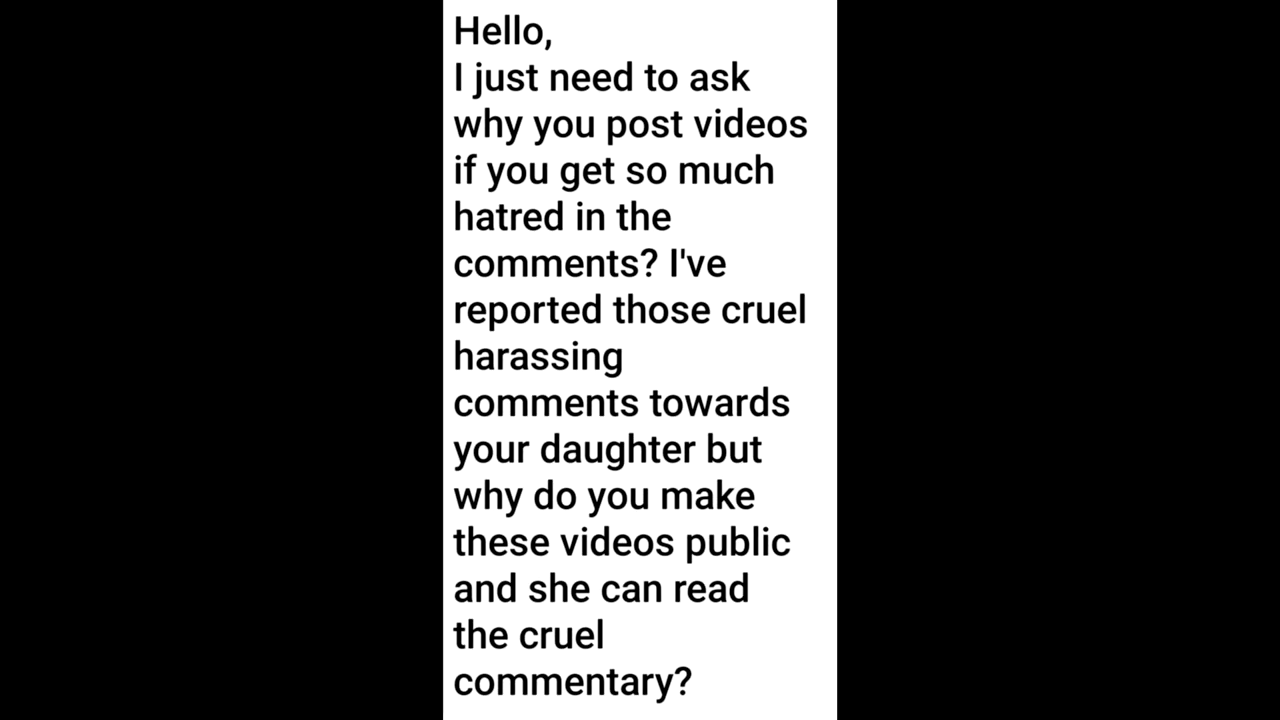 Hello,
I just need to ask
why you post videos
if you get so much
hatred in the
comments? I've
reported those cruel
harassing
comments towards
your daughter but
why do you make
these videos public
and she can read
the cruel
commentary?